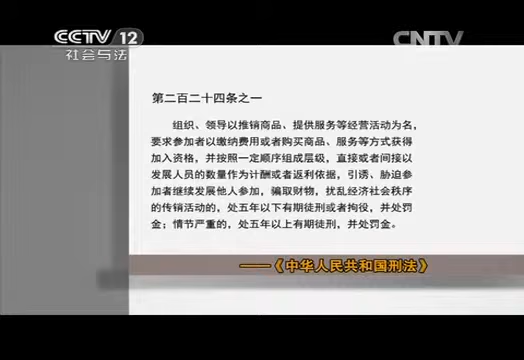 CCTV 12
社会与法
CNTV
第二百二十四条之一
组织、领导以推销商品、提供服务等经营活动为名，
要求参加者以缴纳费用或者购买商品、服务等方式获得
加入资格，并按照一定顺序组成层级，直接或者间接以
发展人员的数量作为计酬或者返利依据，引诱、胁迫参
加者继续发展他人参加，骗取财物，扰乱经济社会秩序
的传销活动的，处五年以下有期徒刑或者拘役，并处罚
金；情节严重的，处五年以上有期徒刑，并处罚金。
——《中华人民共和国刑法》